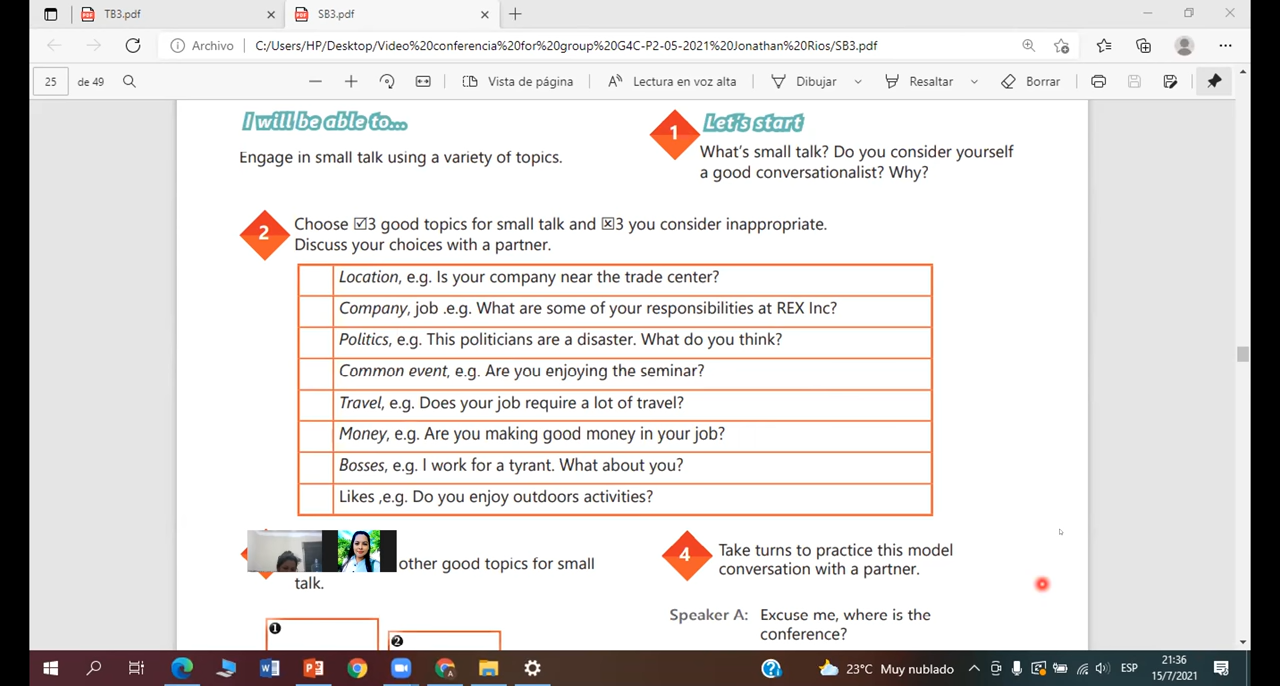 TB3.pdf
SB3.pdf
Archivo
C:/Users/HP/Desktop/Video%20conferencia%20for%20group%20G4C-P2-05-2021%20Jonathan%20Rios/SB3.pdf
25 de 49
Vista de página
Lectura en voz alta
Dibujar
Resaltar
Borrar
I will be able to...
Engage in small talk using a variety of topics.
1 Let's start
What's small talk? Do you consider yourself
a good conversationalist? Why?
2 Choose ☑3 good topics for small talk and ☒3 you consider inappropriate.
Discuss your choices with a partner.
Location, e.g. Is your company near the trade center?
Company, job .e.g. What are some of your responsibilities at REX Inc?
Politics, e.g. This politicians are a disaster. What do you think?
Common event, e.g. Are you enjoying the seminar?
Travel, e.g. Does your job require a lot of travel?
Money, e.g. Are you making good money in your job?
Bosses, e.g. I work for a tyrant. What about you?
Likes ,e.g. Do you enjoy outdoors activities?
other good topics for small
talk.
❶
❷
4 Take turns to practice this model
conversation with a partner.
Speaker A: Excuse me, where is the
conference?
23°C Muy nublado
ESP
21:36
15/7/2021